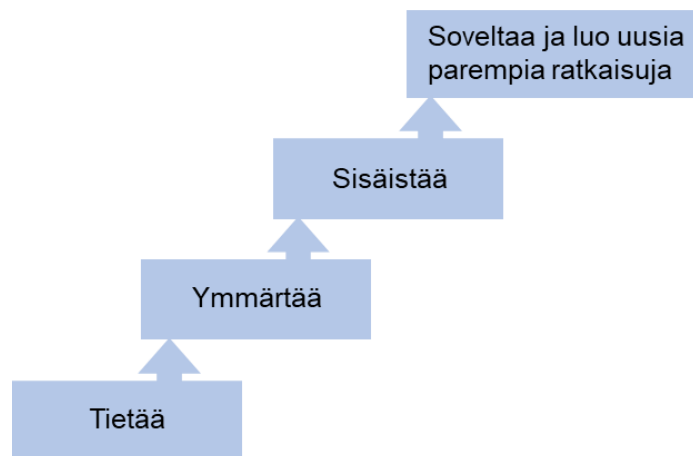 Soveltaa ja luo uusia
parempia ratkaisuja
Sisäistää
Ymmärtää
Tietää